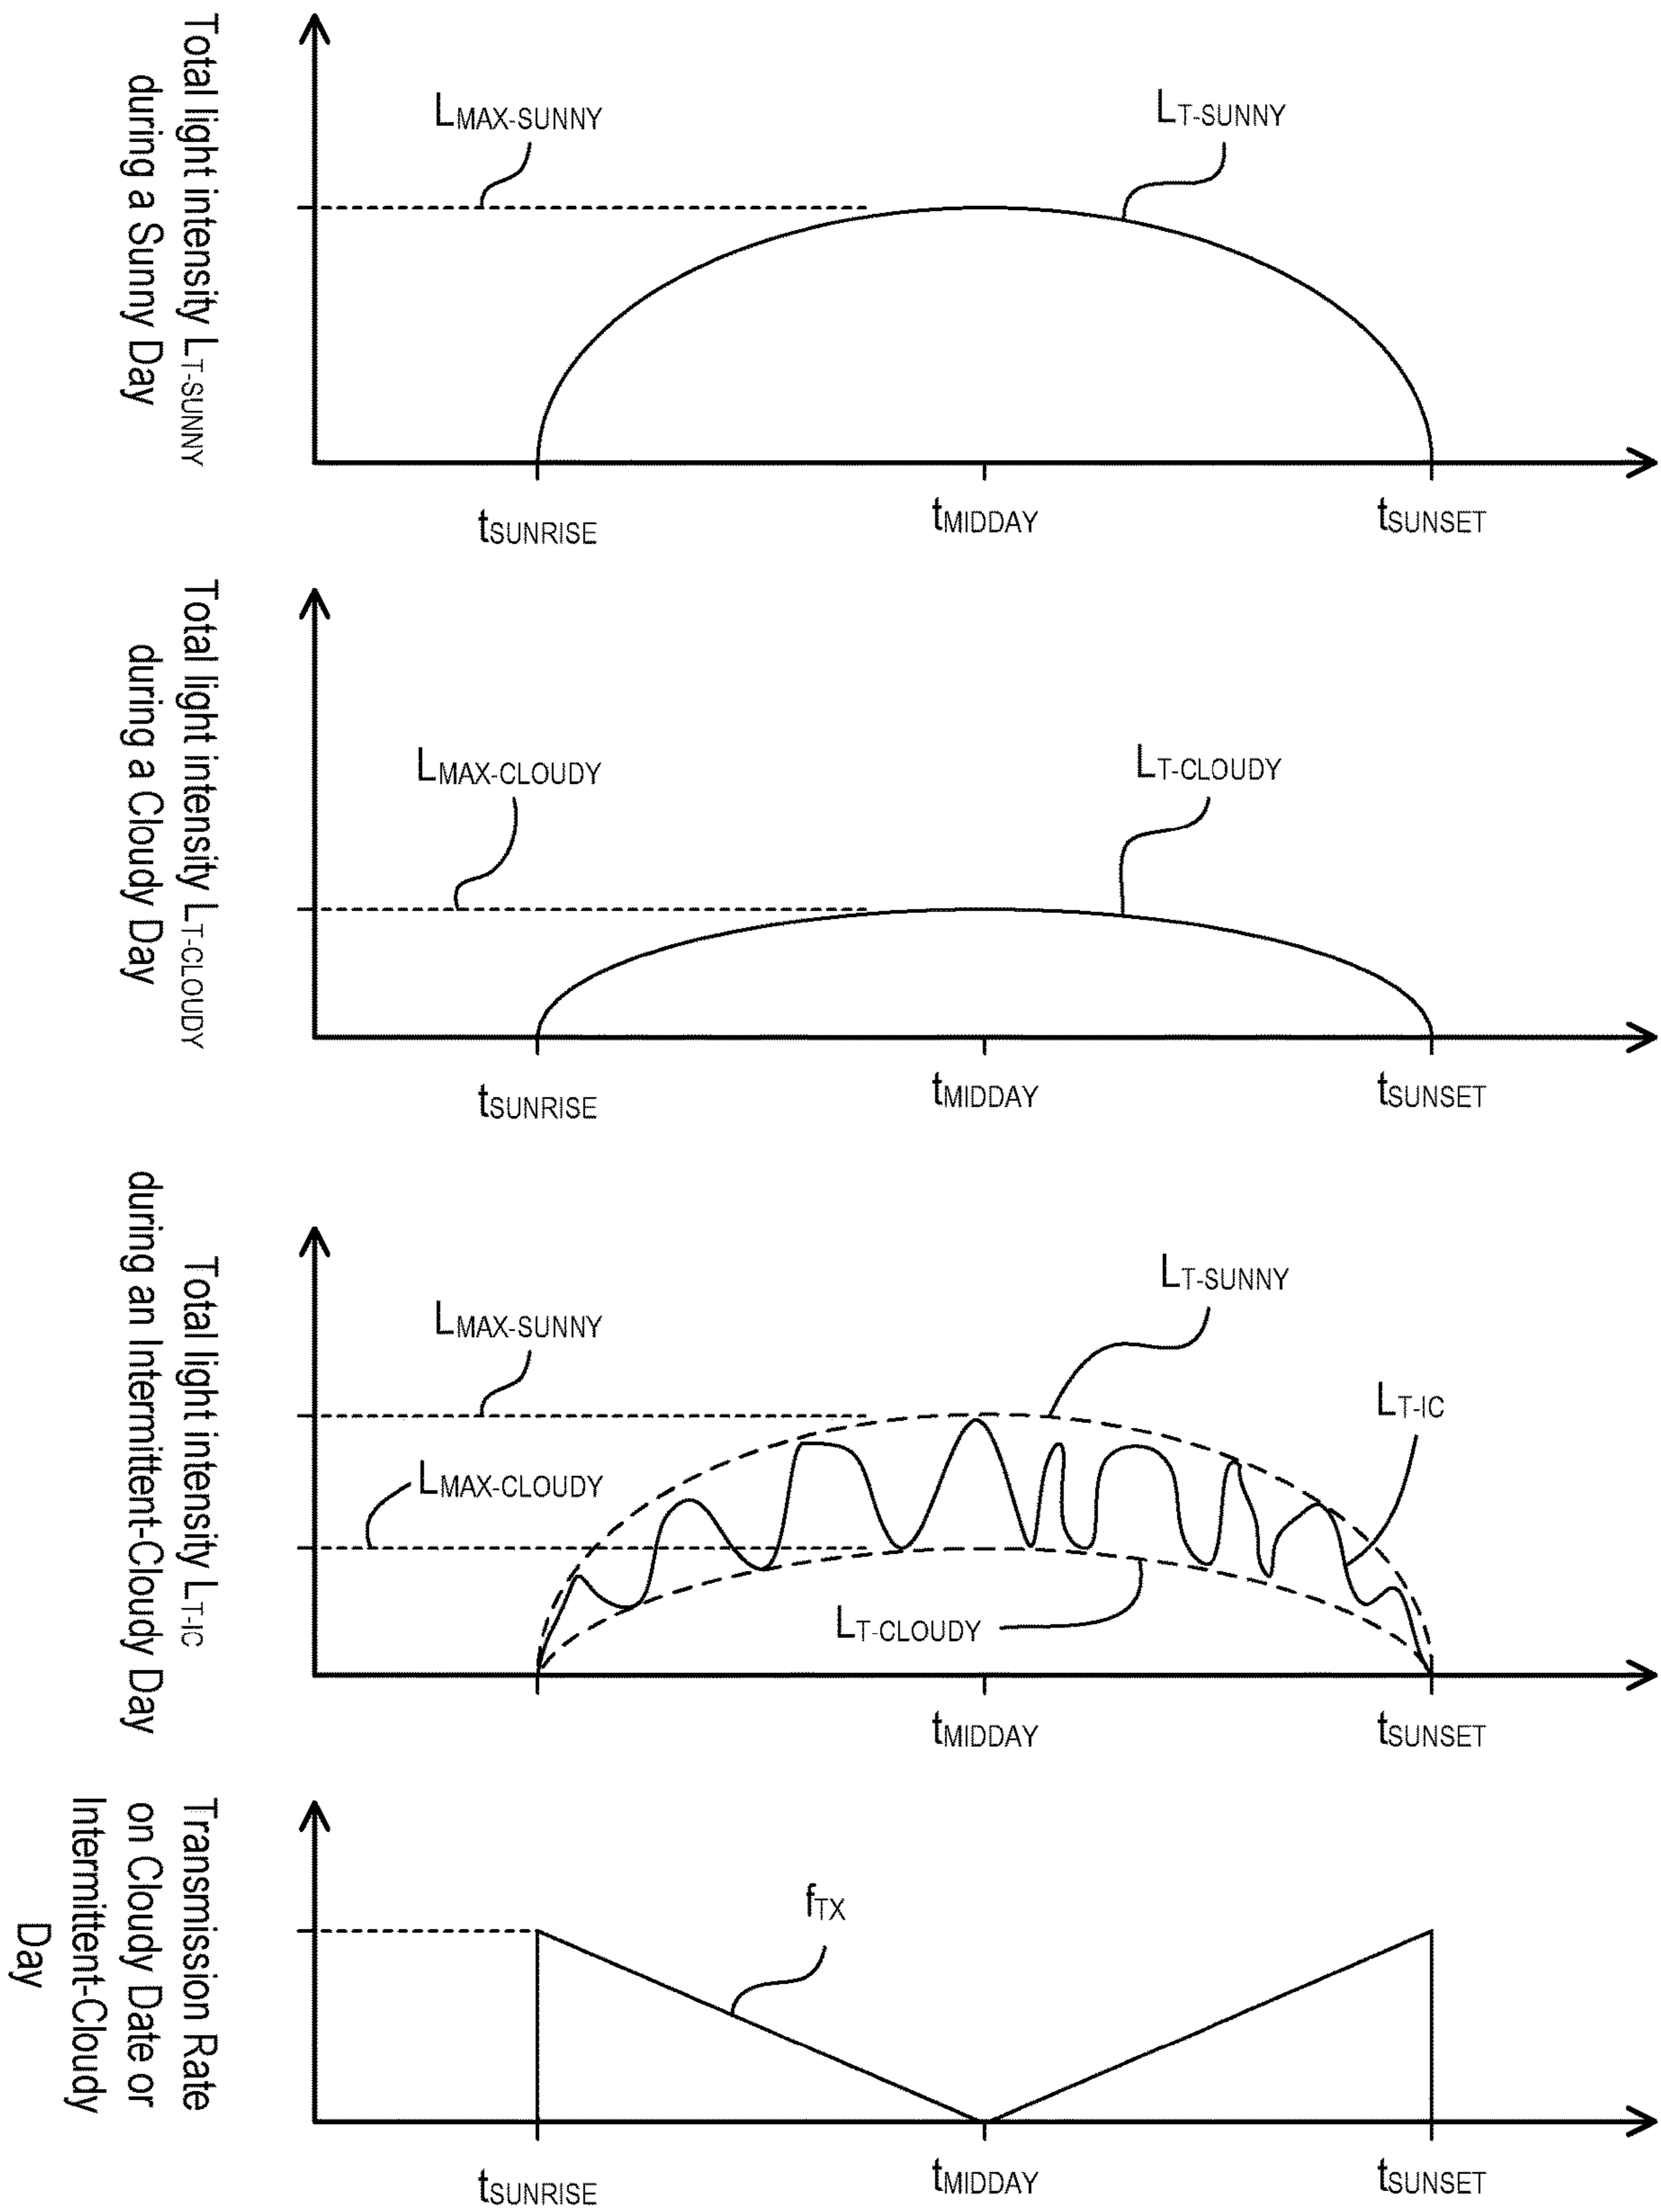 Total light intensity LT-SUNNY
during a Sunny Day
LMAX-SUNNY
LT-SUNNY
tSUNRISE
tMIDDAY
tSUNSET
Total light intensity LT-CLOUDY
during a Cloudy Day
LMAX-CLOUDY
LT-CLOUDY
tSUNRISE
tMIDDAY
tSUNSET
Total light intensity LT-IC
during an Intermittent-Cloudy Day
LMAX-SUNNY
LT-SUNNY
LT-IC
LMAX-CLOUDY
LT-CLOUDY
tMIDDAY
tSUNSET
Transmission Rate
on Cloudy Date or
Intermittent-Cloudy
Day
fTX
tSUNRISE
tMIDDAY
tSUNSET